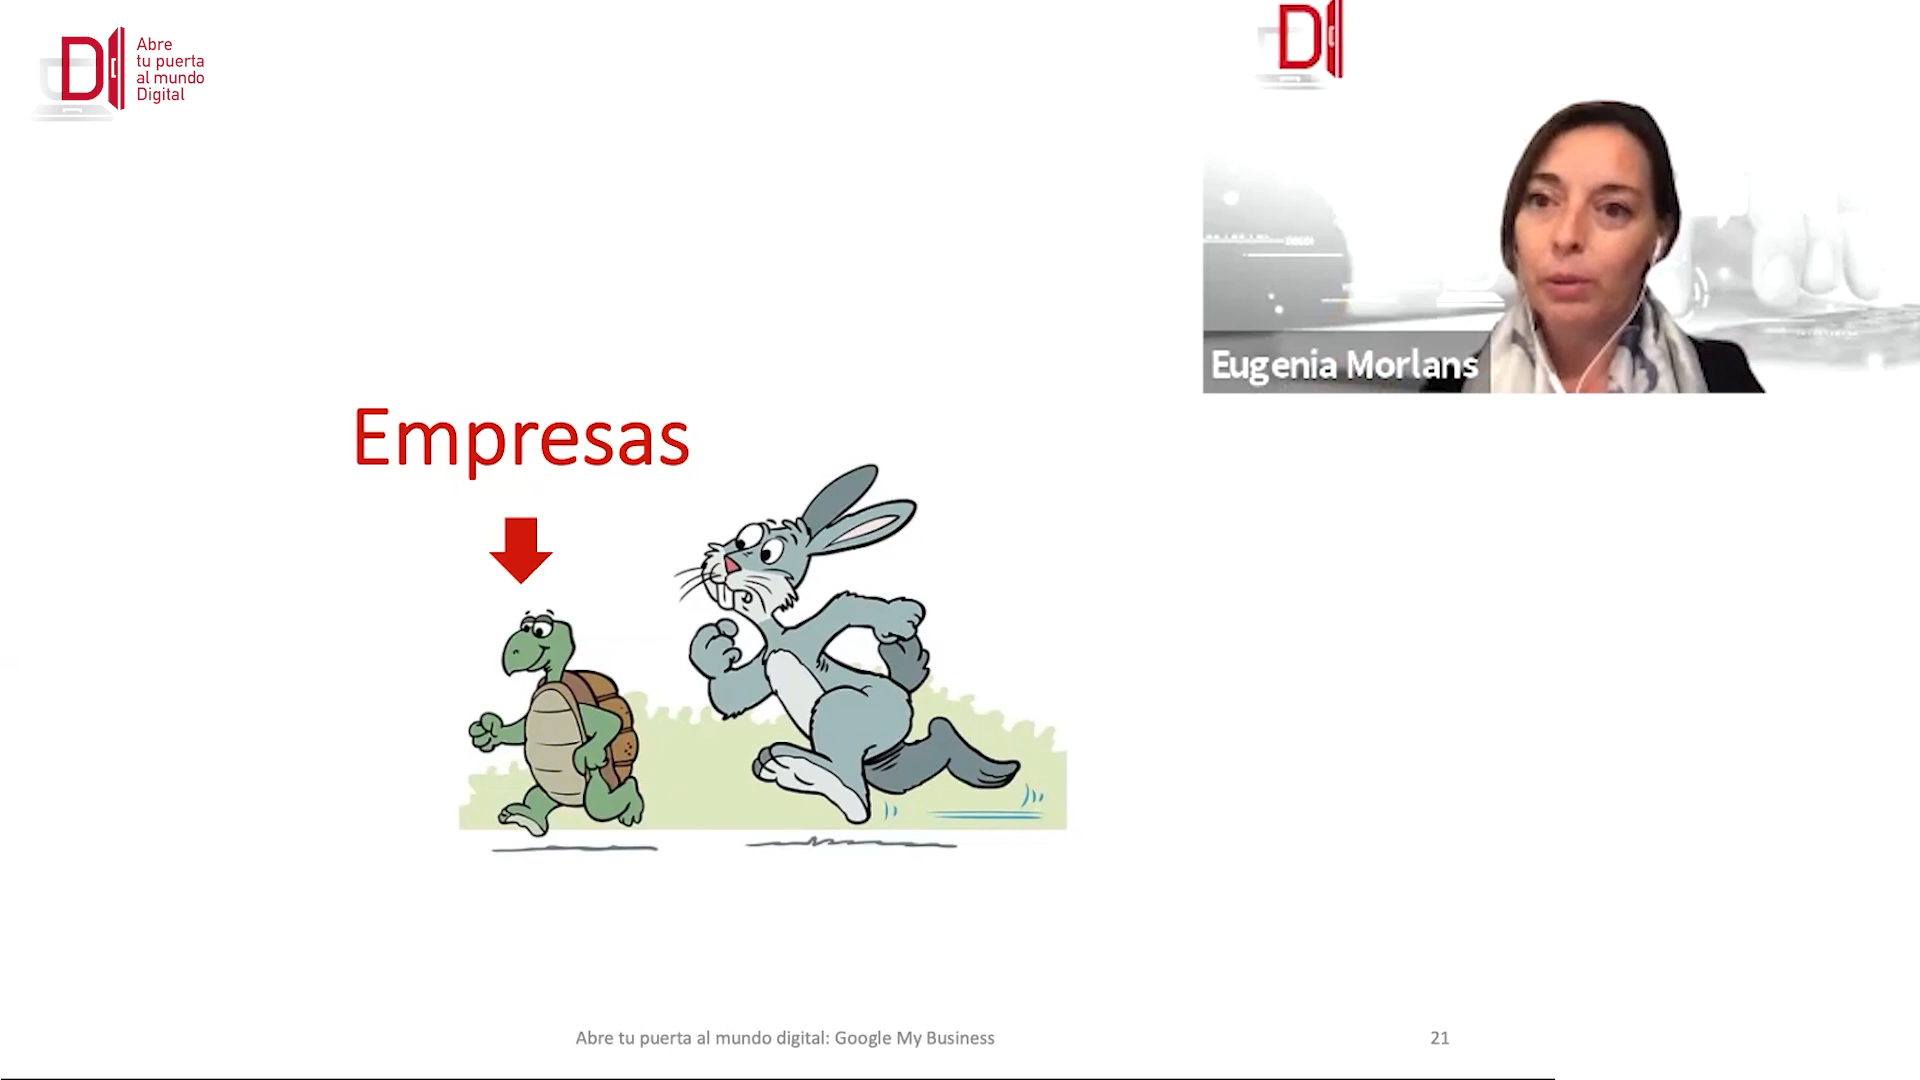 Abre
tu puerta
al mundo
Digital
Eugenia Morlans
Empresas
Abre tu puerta al mundo digital: Google My Business
21